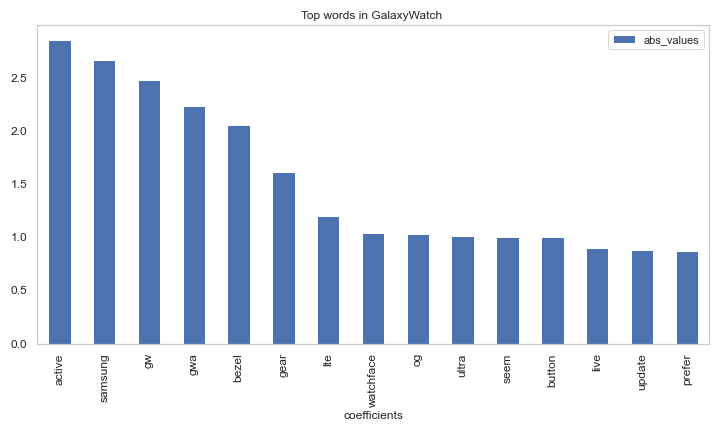 Top words in GalaxyWatch
abs_values
2.5
2.0
1.5
1.0
0.5
0.0
active
samsung
gw
gwa
bezel
gear
lte
watchface
og
ultra
seem
button
live
update
prefer
coefficients